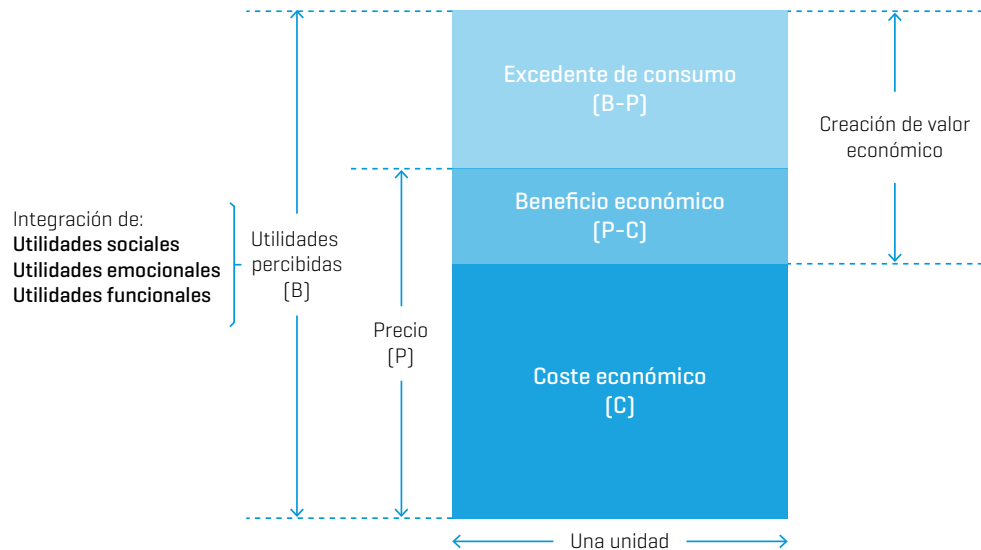 Integración de:
Utilidades sociales
Utilidades emocionales
Utilidades funcionales
Utilidades
percibidas
(B)
Precio
(P)
Excedente de consumo
(B-P)
Beneficio económico
(P-C)
Coste económico
(C)
Creación de valor
económico
Una unidad